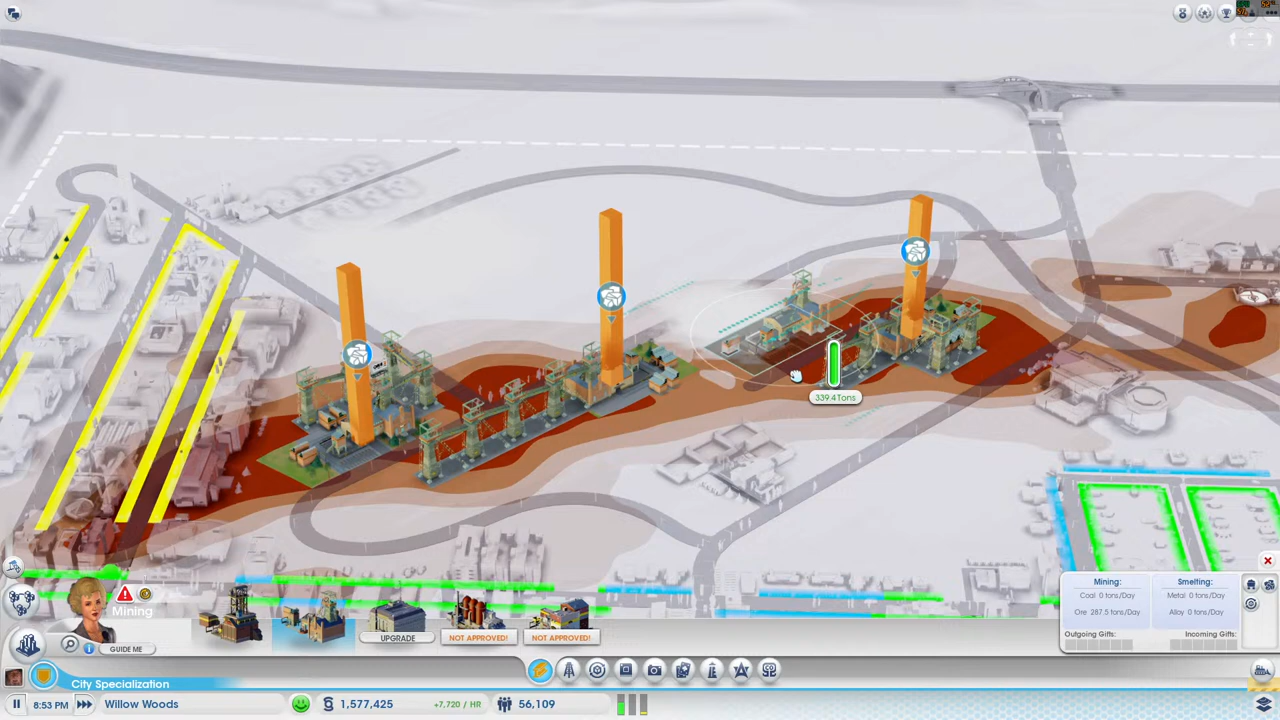 339.4 Tons
Mining
GUIDE ME
UPGRADE
NOT APPROVED!
NOT APPROVED!
Mining:
Coal 0 tons/Day
Ore 287.5 tons/Day
Smelting:
Metal 0 tons/Day
Alloy 0 tons/Day
Outgoing Gifts:
Incoming Gifts:
City Specialization
8:53 PM
Willow Woods
1,577,425
+7,720 / HR
56,109